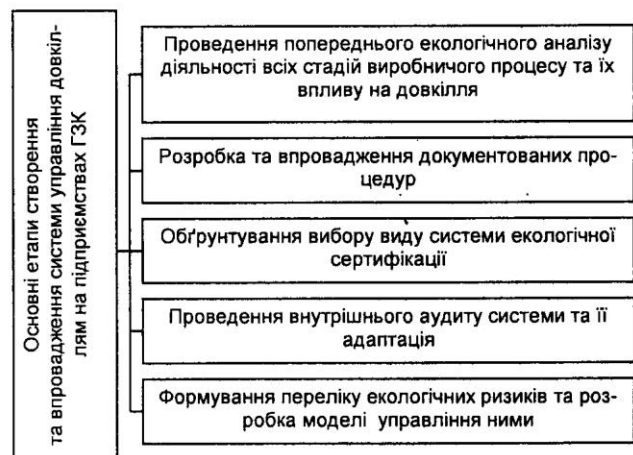 Основні етапи створення
та впровадження системи управління довкіл-
лям на підприємствах ГЗК
Проведення попереднього екологічного аналізу
діяльності всіх стадій виробничого процесу та їх
впливу на довкілля
Розробка та впровадження документованих про-
цедур
Обґрунтування вибору виду системи екологічної
сертифікації
Проведення внутрішнього аудиту системи та її
адаптація
Формування переліку екологічних ризиків та роз-
робка моделі управління ними